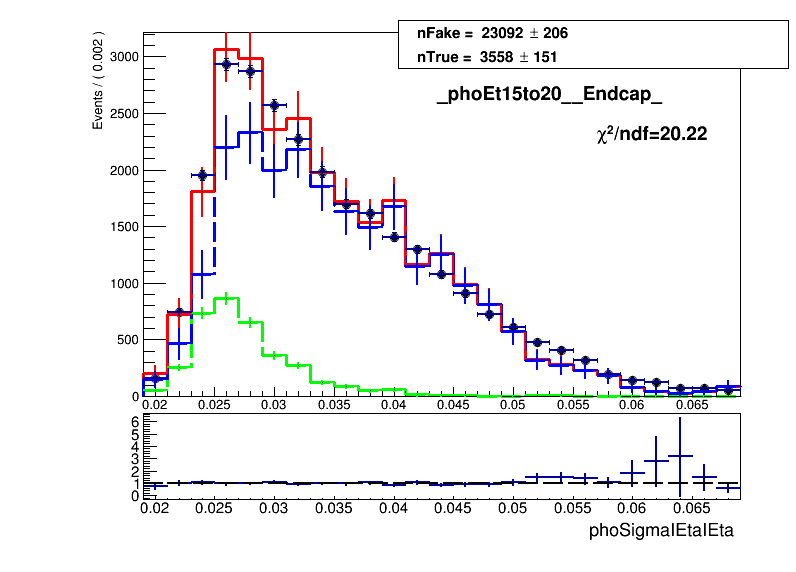 nFake = 23092 ± 206
nTrue = 3558 ± 151
_phoEt15to20__Endcap_
χ²/ndf=20.22
Events / ( 0.002 )
3000
2500
2000
1500
1000
500
0
0.02 0.025 0.03 0.035 0.04 0.045 0.05 0.055 0.06 0.065
6
5
4
3
2
1
0
0.02 0.025 0.03 0.035 0.04 0.045 0.05 0.055 0.06 0.065
phoSigmaIEtaIEta